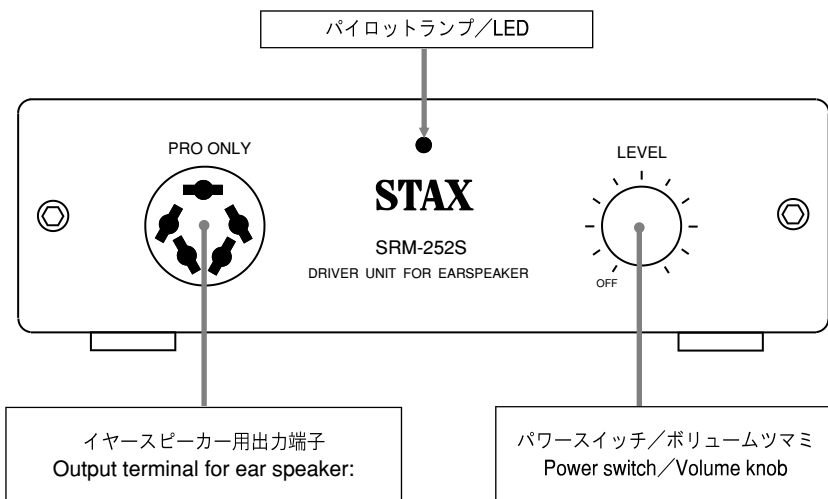 パイロットランプ／LED
PRO ONLY
LEVEL
STAX
SRM-252S
DRIVER UNIT FOR EARSPEAKER
OFF
イヤースピーカー用出力端子
Output terminal for ear speaker:
パワースイッチ／ボリュームツマミ
Power switch／Volume knob